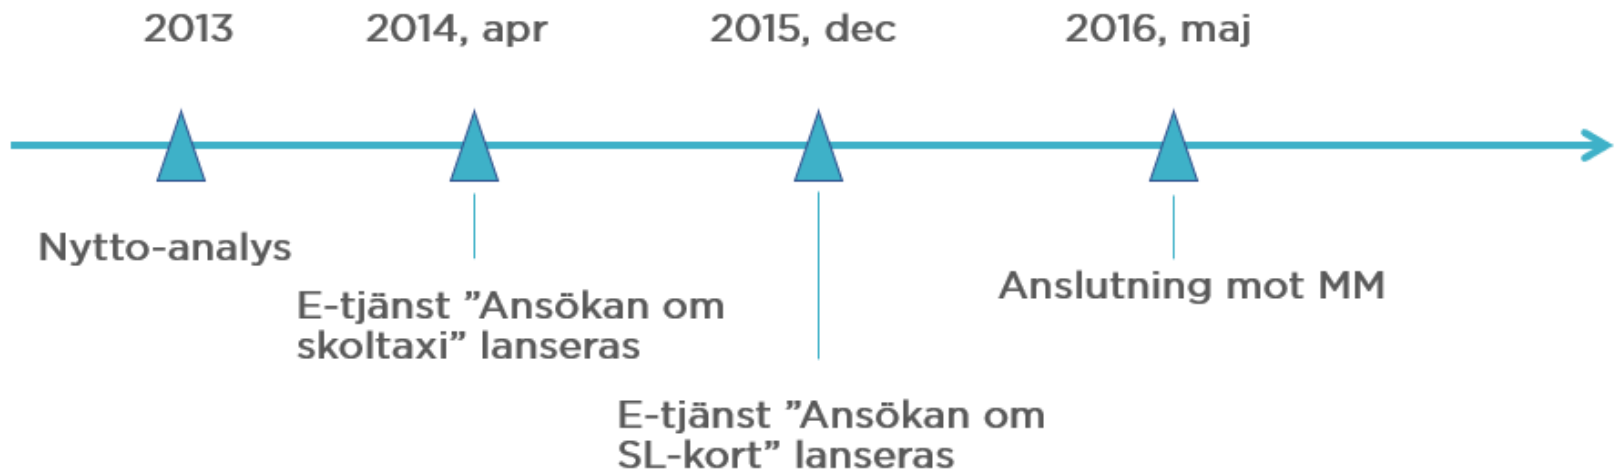 2013
2014, apr
2015, dec
2016, maj
Nytto-analys
E-tjänst ”Ansökan om
skoltaxi” lanseras
E-tjänst ”Ansökan om
SL-kort” lanseras
Anslutning mot MM